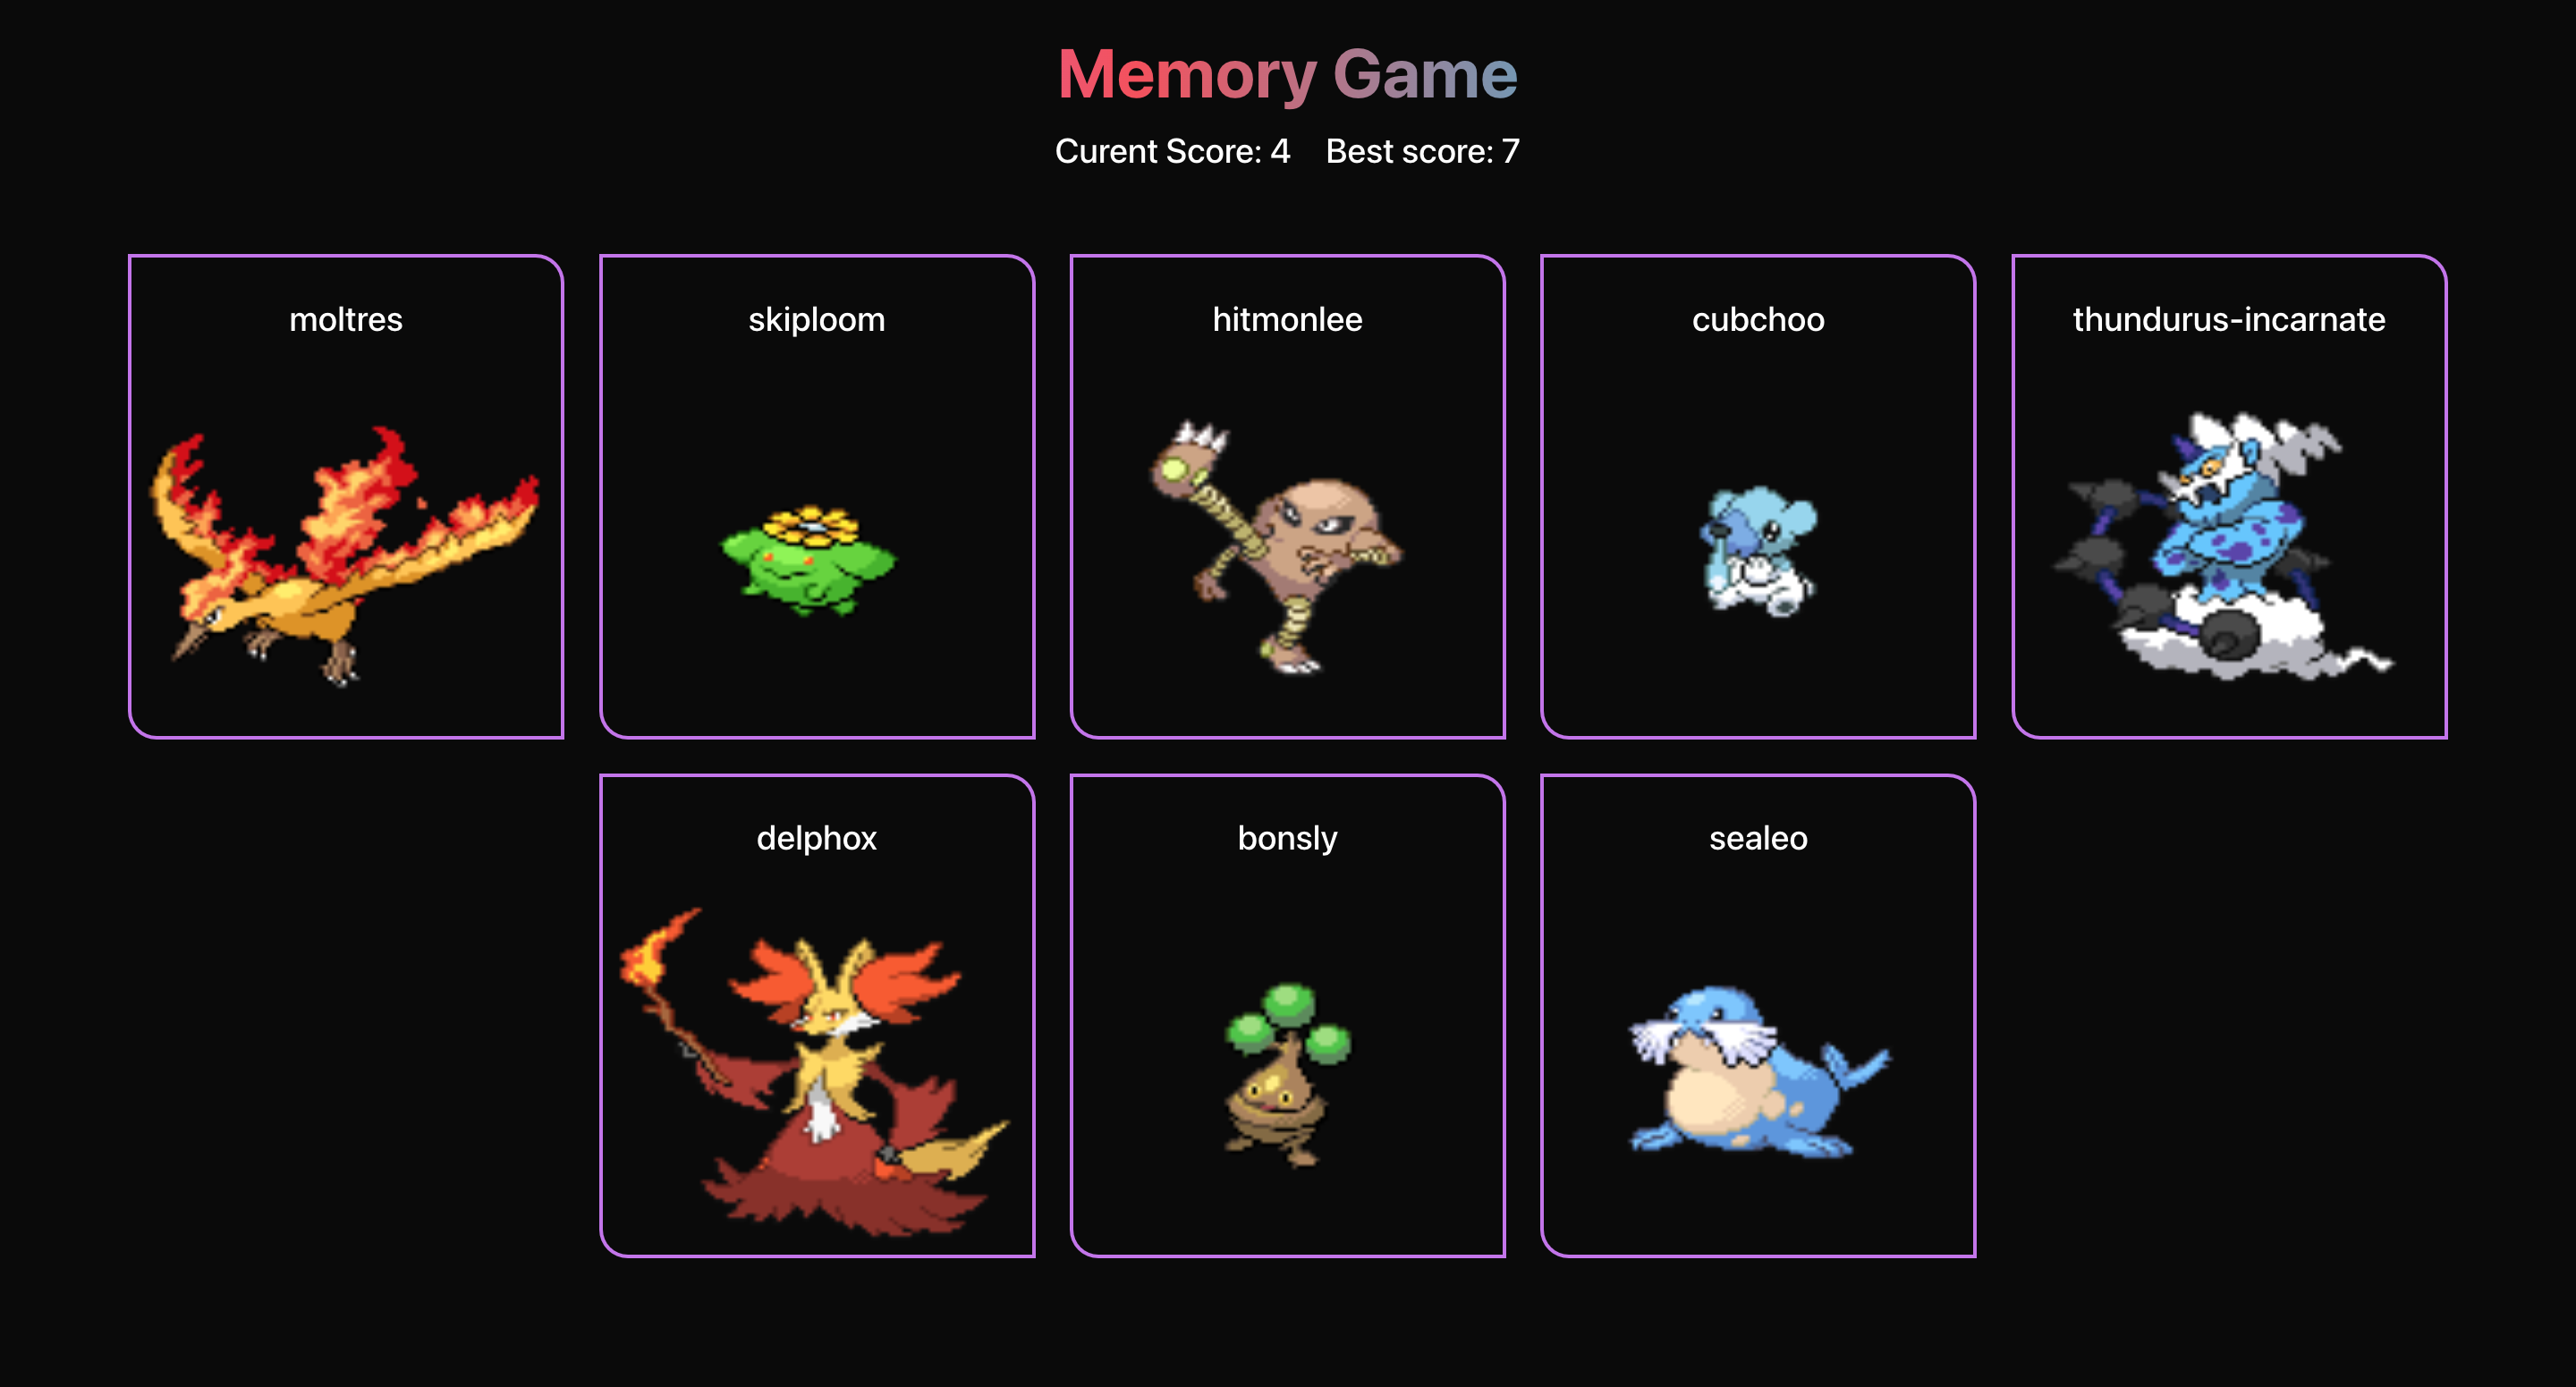 Memory Game
Curent Score: 4 Best score: 7
moltres
skiploom
hitmonlee
cubchoo
thundurus-incarnate
delphox
bonsly
sealeo